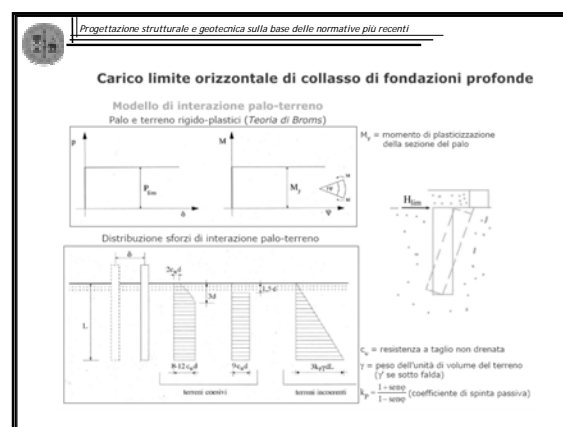 Progettazione strutturale e geotecnica sulla base delle normative più recenti
Carico limite orizzontale di collasso di fondazioni profonde
Modello di interazione palo-terreno
Palo e terreno rigido-plastici (Teoria di Broms)
M_y = momento di plasticizzazione
della sezione del palo
P
P_lim
δ
M
M_y
M
M
Ψ
H_lim
Distribuzione sforzi di interazione palo-terreno
δ
2c_u d
3d
1,5 d
L
8-12 c_u d
9 c_u d
3k_p γ dL
terreni coesivi
terreni incoerenti
c_u = resistenza a taglio non drenata
γ = peso dell'unità di volume del terreno
(γ' se sotto falda)
k_p = 1-senφ / 1-senφ (coefficiente di spinta passiva)